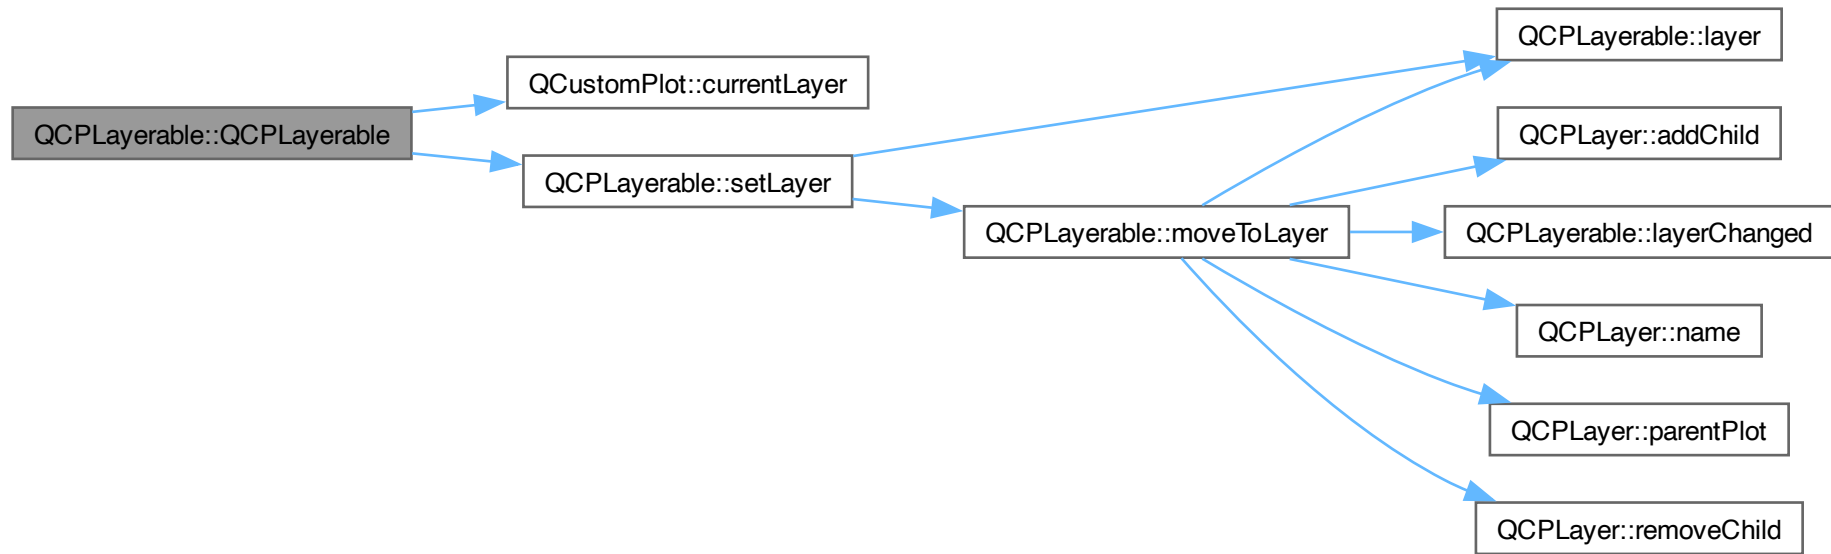 QCPLayerable::QCPLayerable
QCustomPlot::currentLayer
QCPLayerable::setLayer
QCPLayerable::moveToLayer
QCPLayerable::layer
QCPLayer::addChild
QCPLayerable::layerChanged
QCPLayer::name
QCPLayer::parentPlot
QCPLayer::removeChild